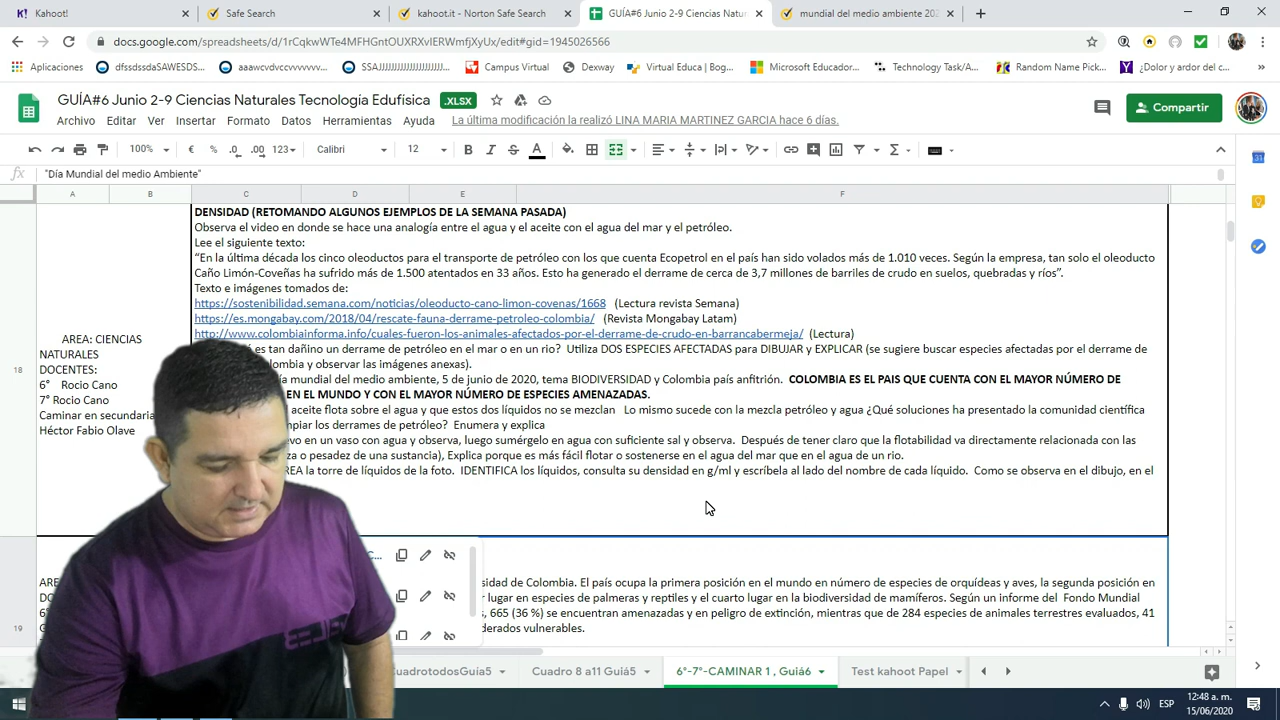 Kahoot!
Safe Search
kahoot.it - Norton Safe Search
GUÍA#6 Junio 2-9 Ciencias Natur
mundial del medio ambiente 202
docs.google.com/spreadsheets/d/1rCqkwWTe4MFHGntOUXRXvlERWmfjXyUx/edit#gid=1945026566
Aplicaciones
dfssdssdaSAWESDS...
aaawcvdvccvvvvvv...
SSAJJJJJJJJJJJJJJJJ...
Campus Virtual
Dexway
Virtual Educa | Bog...
Microsoft Educador...
Technology Task/A...
Random Name Pick...
¿Dolor y ardor del c...
GUÍA#6 Junio 2-9 Ciencias Naturales Tecnología Edufísica .XLSX
Compartir
Archivo Editar Ver Insertar Formato Datos Herramientas Ayuda La última modificación la realizó LINA MARIA MARTINEZ GARCIA hace 6 días.
100% € % .0 .00 123 Calibri 12 B I S A
fx "Día Mundial del medio Ambiente"
A B C D E F
DENSIDAD (RETOMANDO ALGUNOS EJEMPLOS DE LA SEMANA PASADA)
Observa el video en donde se hace una analogía entre el agua y el aceite con el agua del mar y el petróleo.
Lee el siguiente texto:
"En la última década los cinco oleoductos para el transporte de petróleo con los que cuenta Ecopetrol en el país han sido volados más de 1.010 veces. Según la empresa, tan solo el oleoducto
Caño Limón-Coveñas ha sufrido más de 1.500 atentados en 33 años. Esto ha generado el derrame de cerca de 3,7 millones de barriles de crudo en suelos, quebradas y ríos".
Texto e imágenes tomados de:
https://sostenibilidad.semana.com/noticias/oleoducto-cano-limon-covenas/1668 (Lectura revista Semana)
https://es.mongabay.com/2018/04/rescate-fauna-derrame-petroleo-colombia/ (Revista Mongabay Latam)
http://www.colombiainforma.info/cuales-fueron-los-animales-afectados-por-el-derrame-de-crudo-en-barrancabermeja/ (Lectura)
é es tan dañino un derrame de petróleo en el mar o en un rio? Utiliza DOS ESPECIES AFECTADAS para DIBUJAR y EXPLICAR (se sugiere buscar especies afectadas por el derrame de
lombia y observar las imágenes anexas).
ía mundial del medio ambiente, 5 de junio de 2020, tema BIODIVERSIDAD y Colombia país anfitrión. COLOMBIA ES EL PAIS QUE CUENTA CON EL MAYOR NÚMERO DE
EN EL MUNDO Y CON EL MAYOR NÚMERO DE ESPECIES AMENAZADAS.
aceite flota sobre el agua y que estos dos líquidos no se mezclan Lo mismo sucede con la mezcla petróleo y agua ¿Qué soluciones ha presentado la comunidad científica
piar los derrames de petróleo? Enumera y explica
evo en un vaso con agua y observa, luego sumérgelo en agua con suficiente sal y observa. Después de tener claro que la flotabilidad va directamente relacionada con las
za o pesadez de una sustancia), Explica porque es más fácil flotar o sostenerse en el agua del mar que en el agua de un rio.
REA la torre de líquidos de la foto. IDENTIFICA los líquidos, consulta su densidad en g/ml y escríbela al lado del nombre de cada líquido. Como se observa en el dibujo, en el
18
AREA: CIENCIAS
NATURALES
DOCENTES:
6° Rocio Cano
7° Rocio Cano
Caminar en secundaria
Héctor Fabio Olave
19
C...
sidad de Colombia. El país ocupa la primera posición en el mundo en número de especies de orquídeas y aves, la segunda posición en
r lugar en especies de palmeras y reptiles y el cuarto lugar en la biodiversidad de mamíferos. Según un informe del Fondo Mundial
s, 665 (36 %) se encuentran amenazadas y en peligro de extinción, mientras que de 284 especies de animales terrestres evaluados, 41
derados vulnerables.
CuadrotodosGuía5
Cuadro 8 a11 Guiá5
6°-7°-CAMINAR 1 , Guiá6
Test kahoot Papel
ESP
12:48 a. m.
15/06/2020